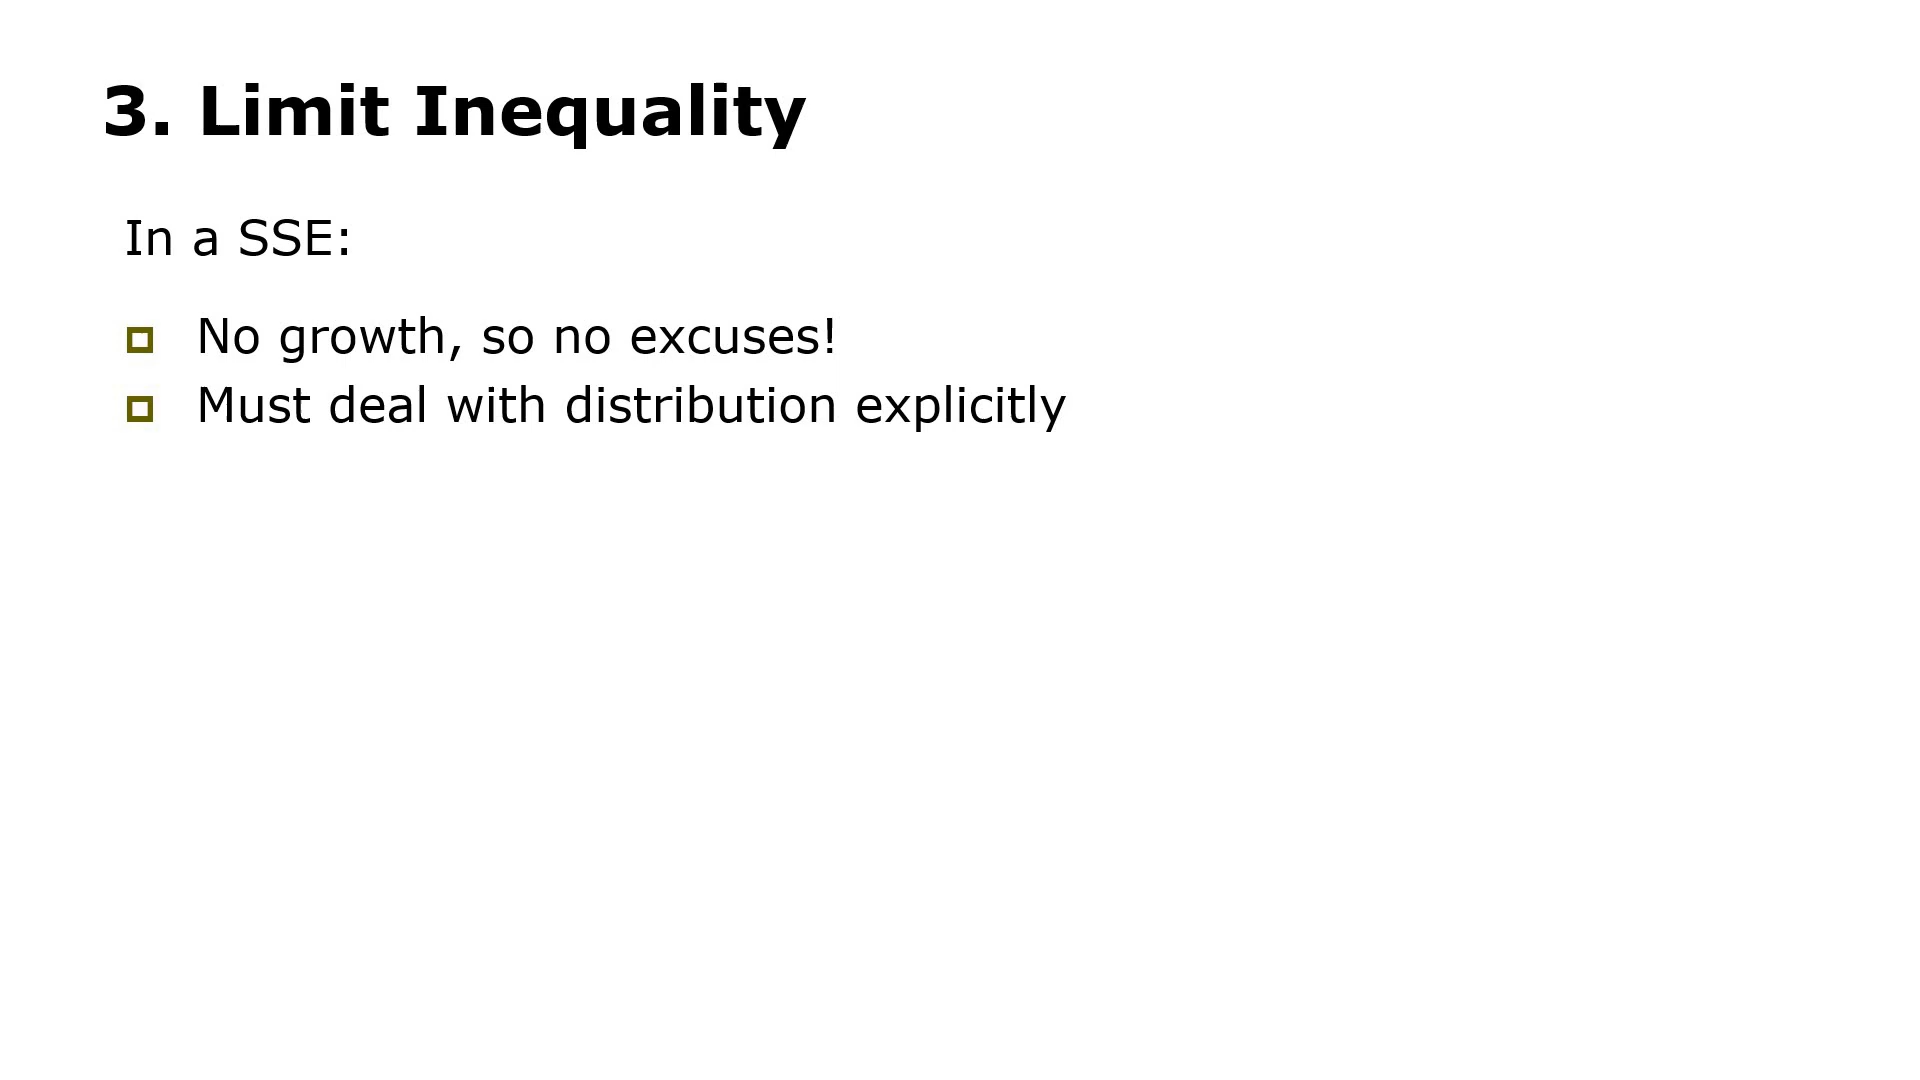 3. Limit Inequality
In a SSE:
No growth, so no excuses!
Must deal with distribution explicitly